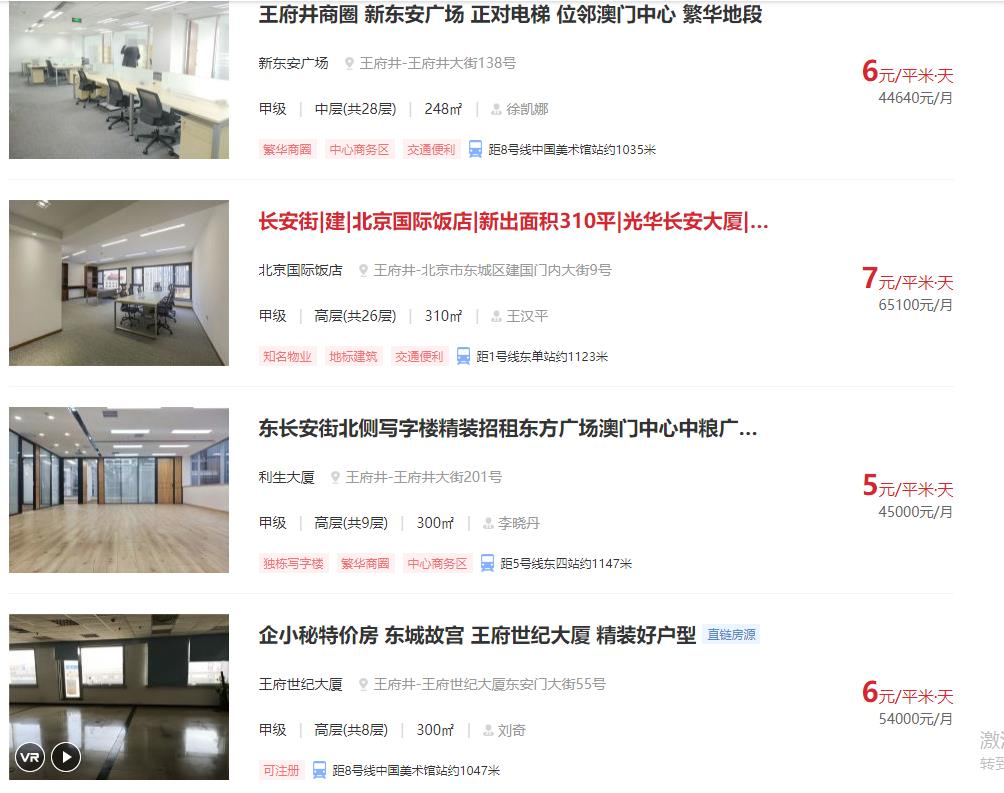 王府井商圈 新东安广场 正对电梯 位邻澳门中心 繁华地段
新东安广场 王府井-王府井大街138号
6元/平米·天
44640元/月
甲级 | 中层(共28层) | 248㎡ | 徐凯娜
繁华商圈 中心商务区 交通便利 距8号线中国美术馆站约1035米
长安街|建|北京国际饭店|新出面积310平|光华长安大厦|...
北京国际饭店 王府井-北京市东城区建国门内大街9号
7元/平米·天
65100元/月
甲级 | 高层(共26层) | 310㎡ | 王汉平
知名物业 地标建筑 交通便利 距1号线东单站约1123米
东长安街北侧写字楼精装招租东方广场澳门中心中粮广...
利生大厦 王府井-王府井大街201号
5元/平米·天
45000元/月
甲级 | 高层(共9层) | 300㎡ | 李晓丹
独栋写字楼 繁华商圈 中心商务区 距5号线东四站约1147米
企小秘特价房 东城故宫 王府世纪大厦 精装好户型 直链房源
王府世纪大厦 王府井-王府世纪大厦东安门大街55号
6元/平米·天
54000元/月
甲级 | 高层(共8层) | 300㎡ | 刘奇
VR
可注册 距8号线中国美术馆站约1047米
激
转到